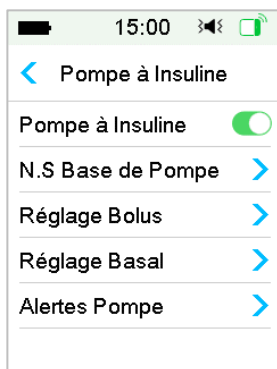 15:00
Pompe à Insuline
Pompe à Insuline
N.S Base de Pompe
Réglage Bolus
Réglage Basal
Alertes Pompe